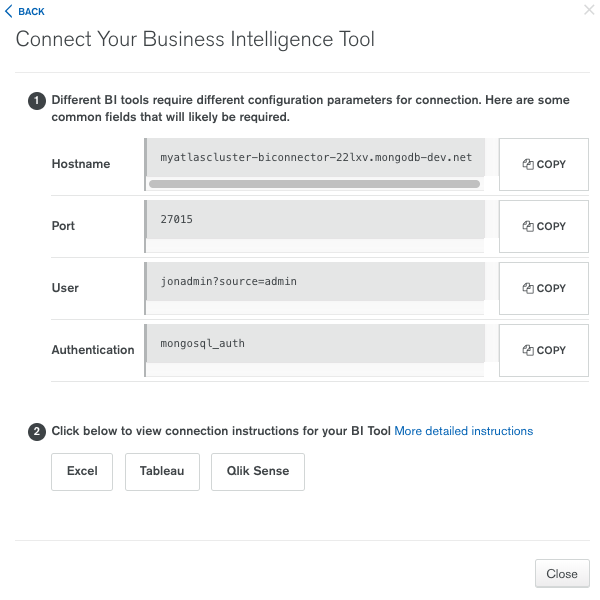 BACK
Connect Your Business Intelligence Tool
1 Different BI tools require different configuration parameters for connection. Here are some
common fields that will likely be required.
Hostname myatlascluster-biconnector-22lxv.mongodb-dev.net COPY
Port 27015 COPY
User jonadmin?source=admin COPY
Authentication mongosql_auth COPY
2 Click below to view connection instructions for your BI Tool More detailed instructions
Excel Tableau Qlik Sense
Close